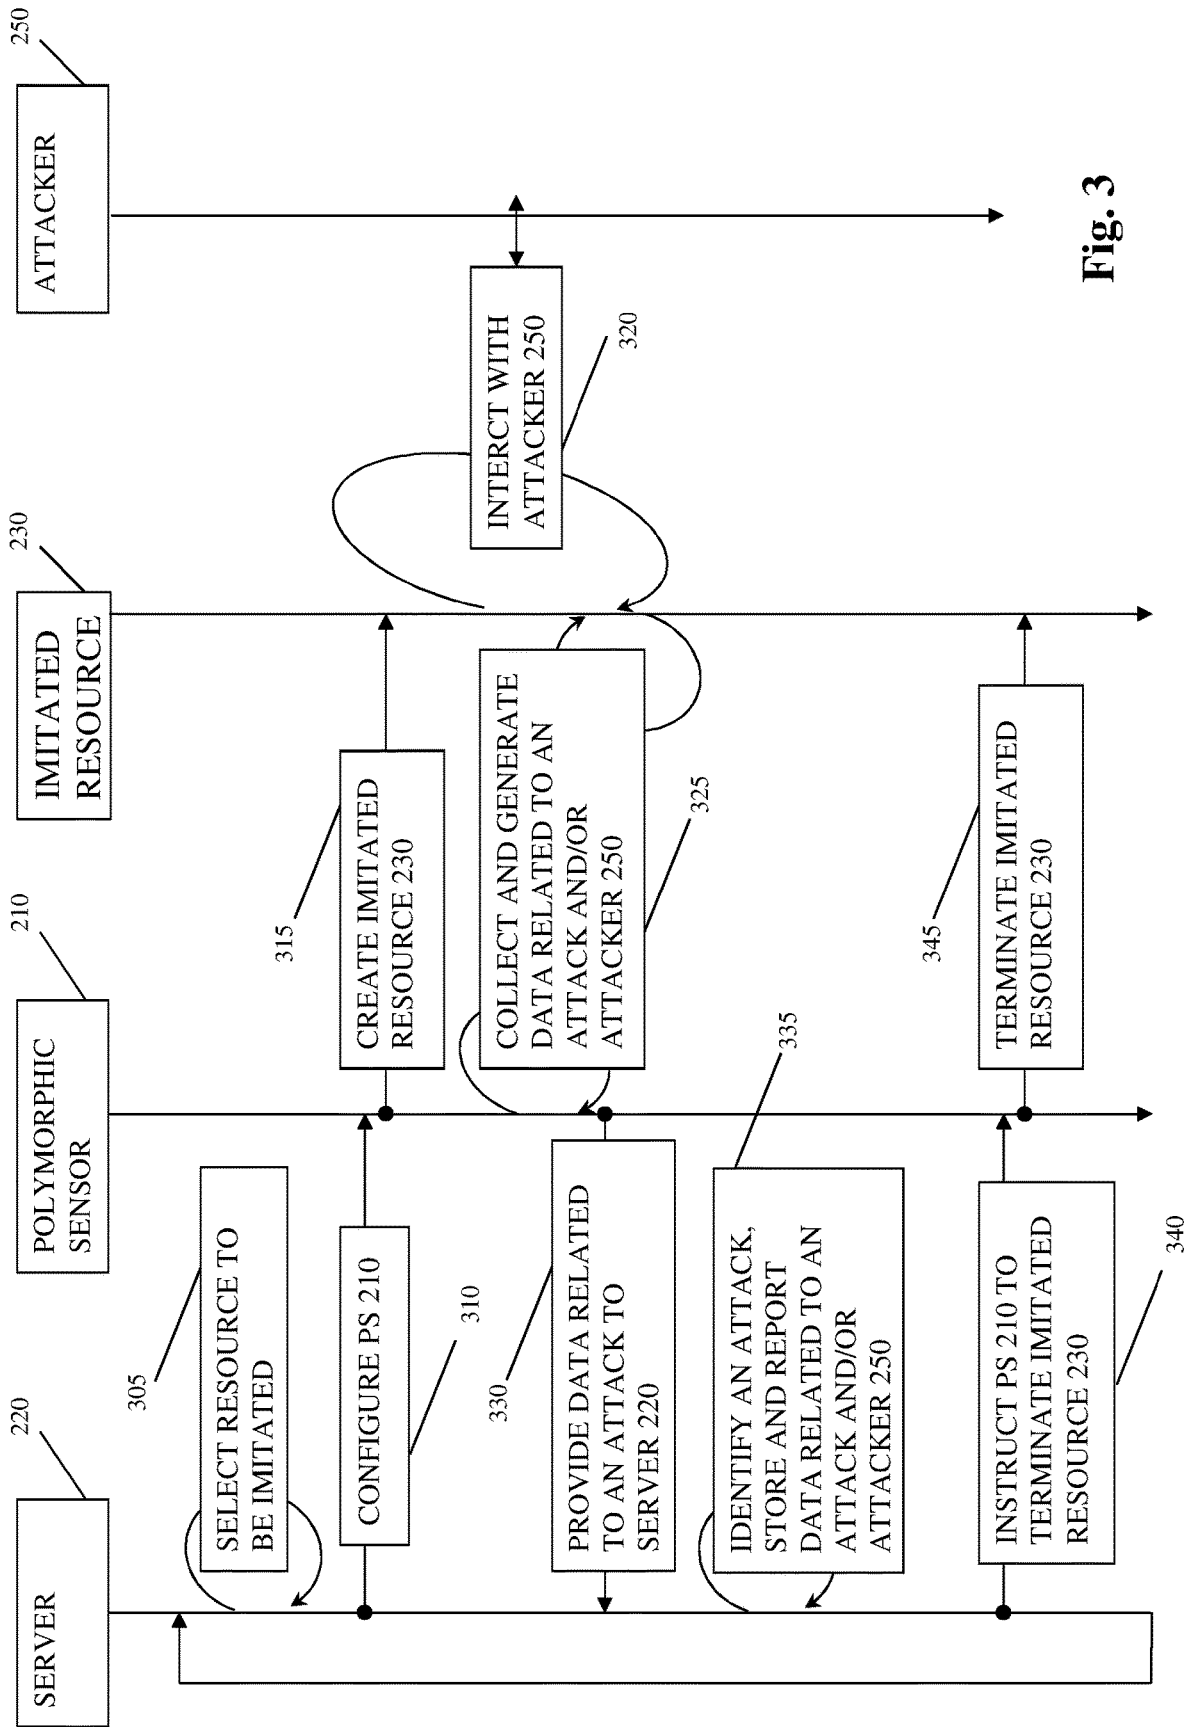 SERVER
220
POLYMORPHIC
SENSOR
210
IMITATED
RESOURCE
230
ATTACKER
250
305
SELECT RESOURCE TO
BE IMITATED
CONFIGURE PS 210
310
315
CREATE IMITATED
RESOURCE 230
INTERCT WITH
ATTACKER 250
320
COLLECT AND GENERATE
DATA RELATED TO AN
ATTACK AND/OR
ATTACKER 250
325
330
PROVIDE DATA RELATED
TO AN ATTACK TO
SERVER 220
335
IDENTIFY AN ATTACK,
STORE AND REPORT
DATA RELATED TO AN
ATTACK AND/OR
ATTACKER 250
INSTRUCT PS 210 TO
TERMINATE IMITATED
RESOURCE 230
340
345
TERMINATE IMITATED
RESOURCE 230
Fig. 3